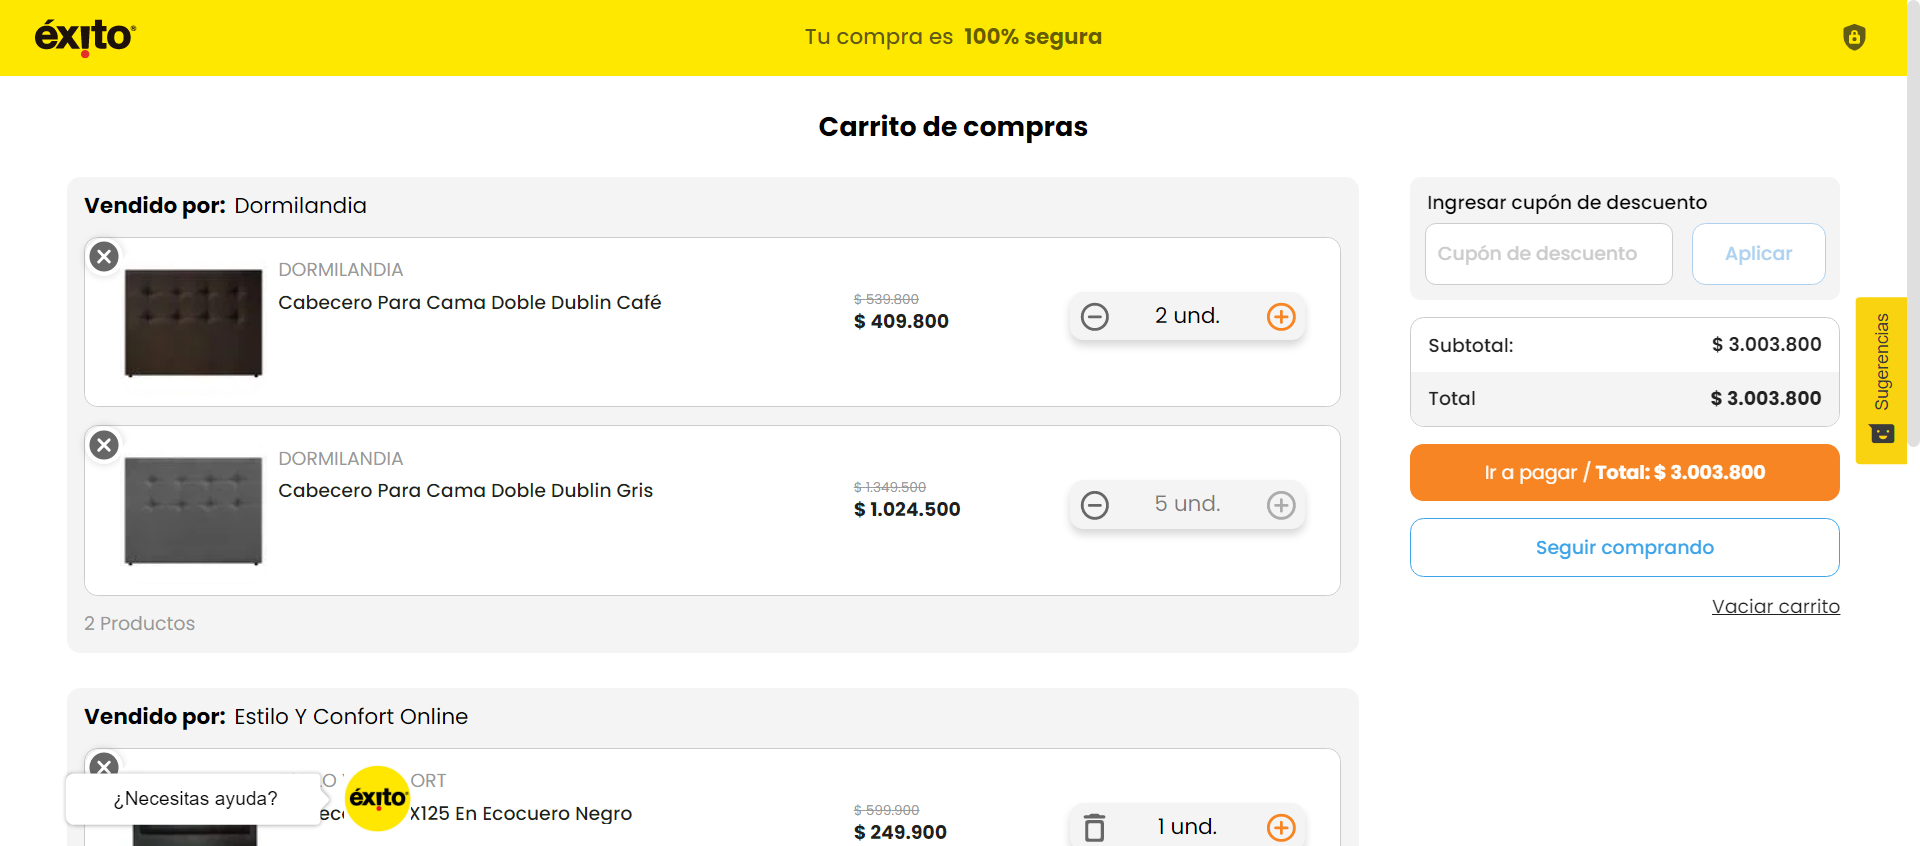 éxito
Tu compra es 100% segura
Carrito de compras
Vendido por: Dormilandia
DORMILANDIA
Cabecero Para Cama Doble Dublin Café
$ 539.800
$ 409.800
2 und.
DORMILANDIA
Cabecero Para Cama Doble Dublin Gris
$ 1.349.500
$ 1.024.500
5 und.
2 Productos
Vendido por: Estilo Y Confort Online
ORT
X125 En Ecocuero Negro
$ 599.900
$ 249.900
1 und.
¿Necesitas ayuda?
éxito
Ingresar cupón de descuento
Cupón de descuento
Aplicar
Subtotal: $ 3.003.800
Total $ 3.003.800
Ir a pagar / Total: $ 3.003.800
Seguir comprando
Vaciar carrito
Sugerencias